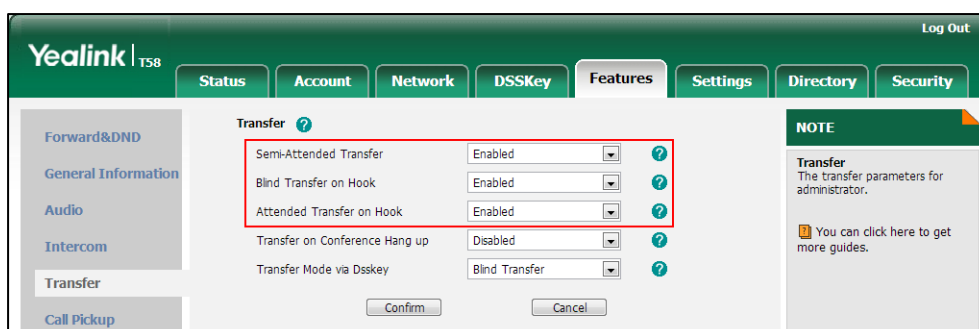 Log Out
Yealink T58
Status Account Network DSSKey Features Settings Directory Security
Forward&DND
General Information
Audio
Intercom
Transfer
Call Pickup
Transfer ?
Semi-Attended Transfer Enabled ?
Blind Transfer on Hook Enabled ?
Attended Transfer on Hook Enabled ?
Transfer on Conference Hang up Disabled ?
Transfer Mode via Dsskey Blind Transfer ?
Confirm Cancel
NOTE
Transfer
The transfer parameters for
administrator.
? You can click here to get
more guides.